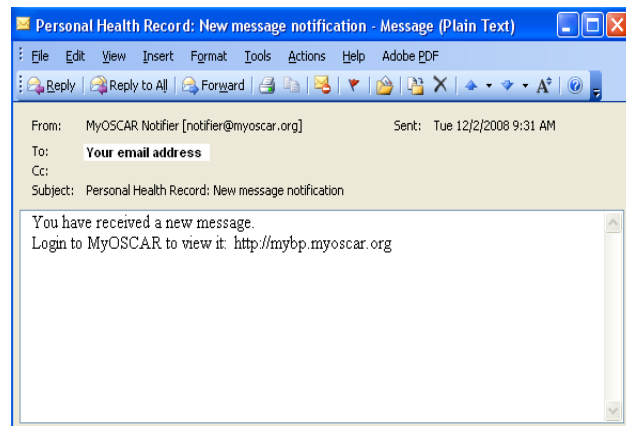 Personal Health Record: New message notification - Message (Plain Text)
File Edit View Insert Format Tools Actions Help Adobe PDF
Reply Reply to All Forward
From: MyOSCAR Notifier [notifier@myoscar.org] Sent: Tue 12/2/2008 9:31 AM
To: Your email address
Cc:
Subject: Personal Health Record: New message notification
You have received a new message.
Login to MyOSCAR to view it: http://mybp.myoscar.org